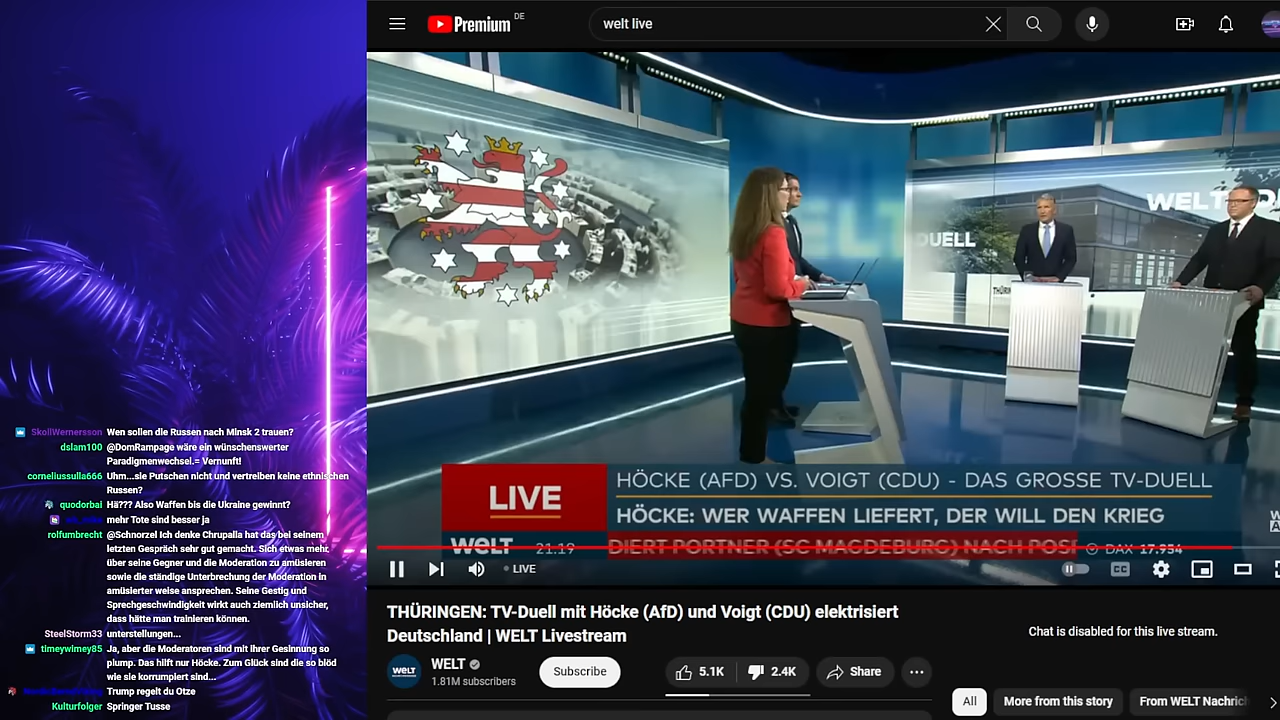 Premium DE
welt live
WELT
DUELL
WELT
THÜRING
LIVE
HÖCKE (AFD) VS. VOIGT (CDU) - DAS GROSSE TV-DUELL
HÖCKE: WER WAFFEN LIEFERT, DER WILL DEN KRIEG
WELT 21:19 DIERT PORTNER (SC MAGDEBURG) NACH POSI DAX 17.954
LIVE
CC
THÜRINGEN: TV-Duell mit Höcke (AfD) und Voigt (CDU) elektrisiert
Deutschland | WELT Livestream
Chat is disabled for this live stream.
WELT
1.81M subscribers
Subscribe
5.1K
2.4K
Share
All
More from this story
From WELT Nachric
SkollWernersson Wen sollen die Russen nach Minsk 2 trauen?
dslam100 @DomRampage wäre ein wünschenswerter
Paradigmenwechsel.= Vernunft!
corneliussulla666 Uhm...sie Putschen nicht und vertreiben keine ethnischen
Russen?
quodorbai Hä??? Also Waffen bis die Ukraine gewinnt?
mehr Tote sind besser ja
rolfumbrecht @Schnorzel Ich denke Chrupalla hat das bei seinem
letzten Gespräch sehr gut gemacht. Sich etwas mehr
über seine Gegner und die Moderation zu amüsieren
sowie die ständige Unterbrechung der Moderation in
amüsierter weise ansprechen. Seine Gestig und
Sprechgeschwindigkeit wirkt auch ziemlich unsicher,
dass hätte man trainieren können.
SteelStorm33 unterstellungen...
timeywimey85 Ja, aber die Moderatoren sind mit ihrer Gesinnung so
plump. Das hilft nur Höcke. Zum Glück sind die so blöd
wie sie korrumpiert sind...
Trump regelt du Otze
Kulturfolger Springer Tusse